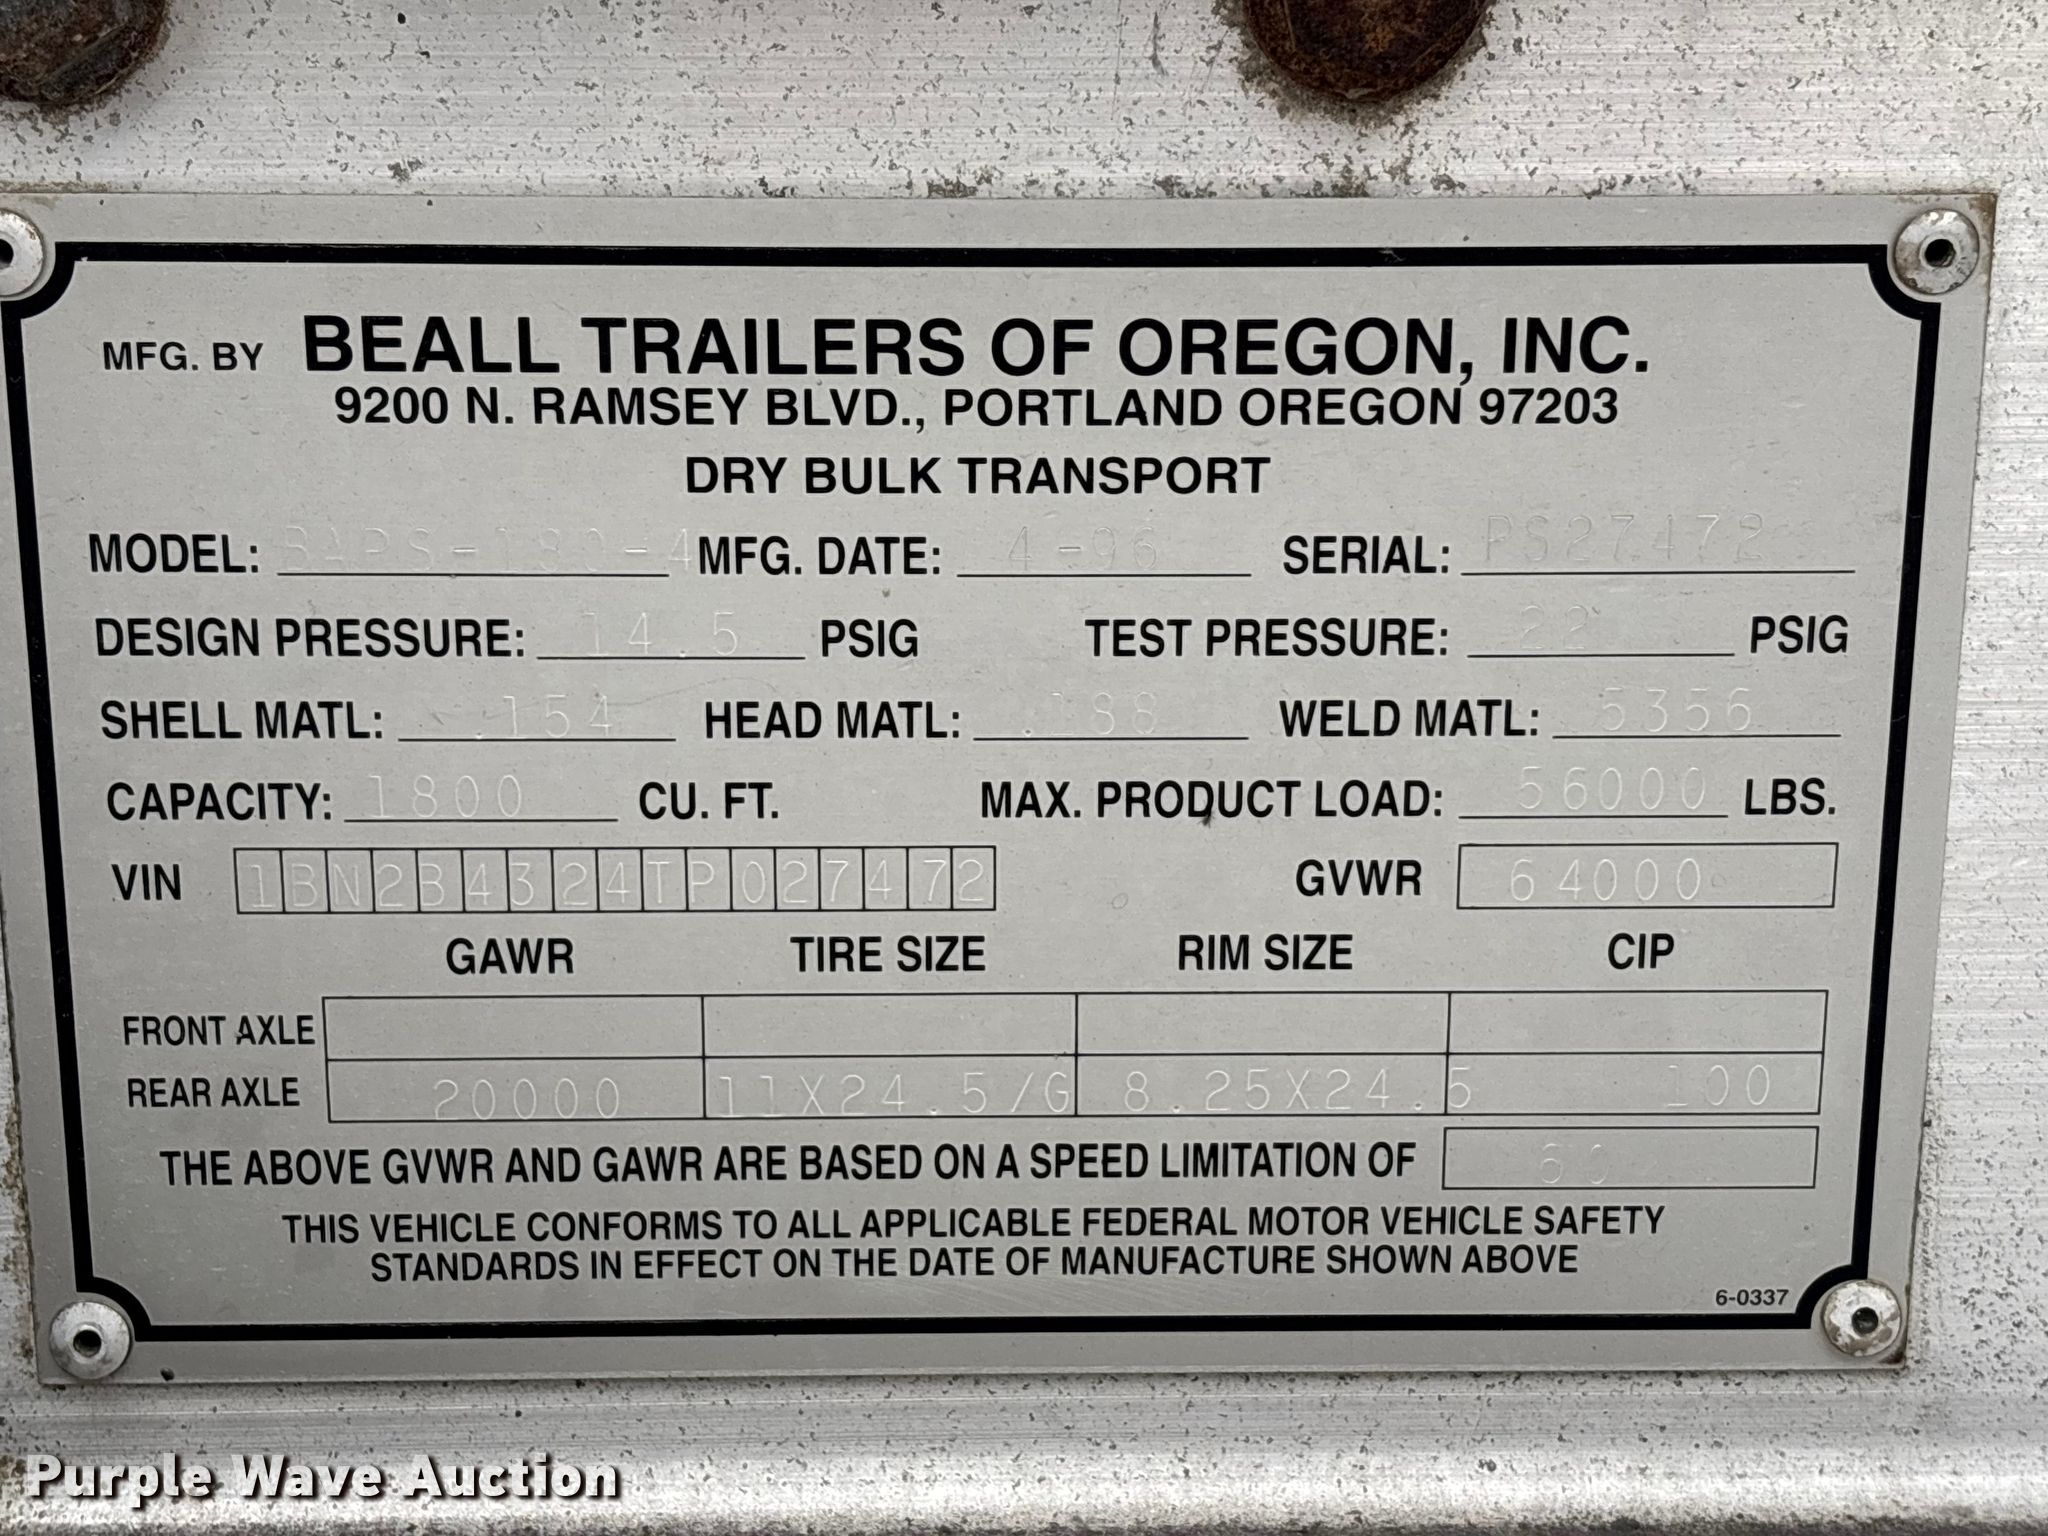 MFG. BY BEALL TRAILERS OF OREGON, INC.
9200 N. RAMSEY BLVD., PORTLAND OREGON 97203
DRY BULK TRANSPORT
MODEL: BAPS-180-4 MFG. DATE: 4-96 SERIAL: PS27472
DESIGN PRESSURE: 14.5 PSIG TEST PRESSURE: 22 PSIG
SHELL MATL: .154 HEAD MATL: .188 WELD MATL: 5356
CAPACITY: 1800 CU. FT. MAX. PRODUCT LOAD: 56000 LBS.
VIN 1BN2B4324TP027472 GVWR 64000
GAWR TIRE SIZE RIM SIZE CIP
FRONT AXLE
REAR AXLE 20000 11X24.5/G 8.25X24.5 100
THE ABOVE GVWR AND GAWR ARE BASED ON A SPEED LIMITATION OF 60
THIS VEHICLE CONFORMS TO ALL APPLICABLE FEDERAL MOTOR VEHICLE SAFETY
STANDARDS IN EFFECT ON THE DATE OF MANUFACTURE SHOWN ABOVE
6-0337
Purple Wave Auction